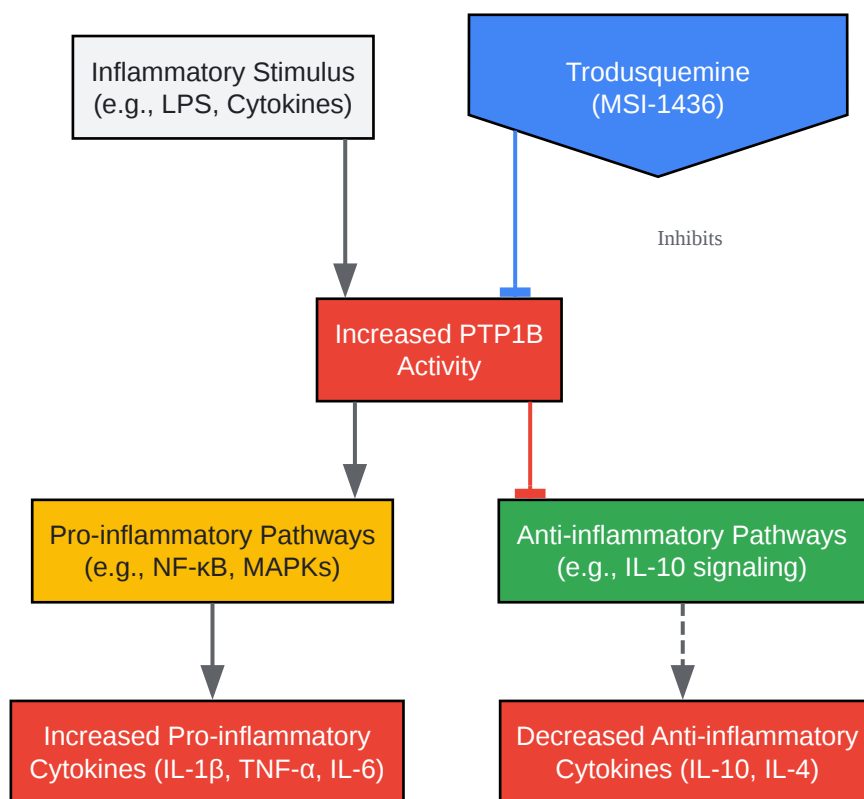 Inflammatory Stimulus
(e.g., LPS, Cytokines)
Trodusquemine
(MSI-1436)
Inhibits
Increased PTP1B
Activity
Pro-inflammatory Pathways
(e.g., NF-κB, MAPKs)
Anti-inflammatory Pathways
(e.g., IL-10 signaling)
Increased Pro-inflammatory
Cytokines (IL-1β, TNF-α, IL-6)
Decreased Anti-inflammatory
Cytokines (IL-10, IL-4)